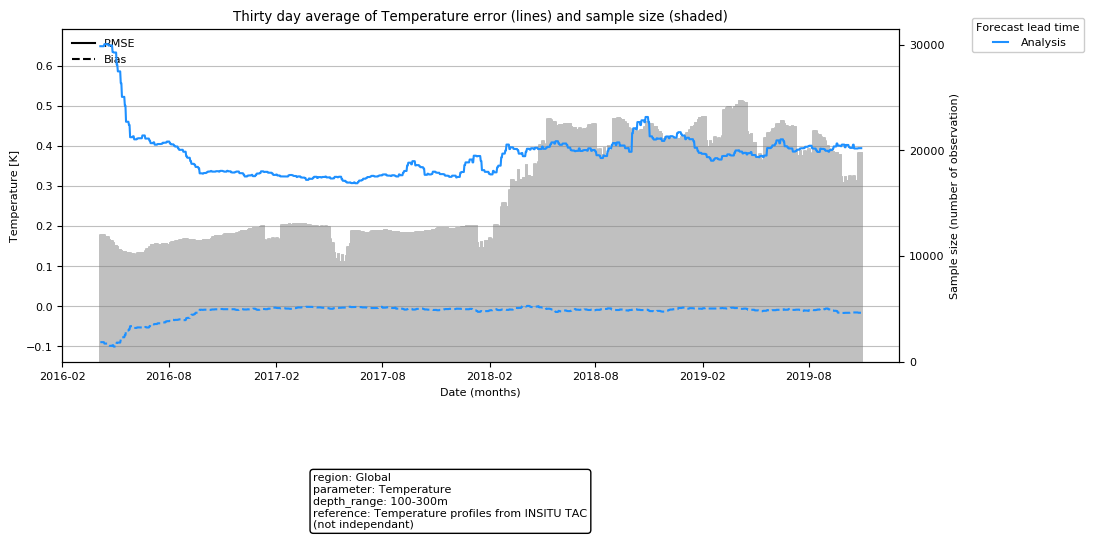 Thirty day average of Temperature error (lines) and sample size (shaded)
Forecast lead time
Analysis
RMSE
Bias
Temperature [K]
0.6
0.5
0.4
0.3
0.2
0.1
0.0
−0.1
30000
20000
10000
0
Sample size (number of observation)
2016-02
2016-08
2017-02
2017-08
2018-02
2018-08
2019-02
2019-08
Date (months)
region: Global
parameter: Temperature
depth_range: 100-300m
reference: Temperature profiles from INSITU TAC
(not independant)